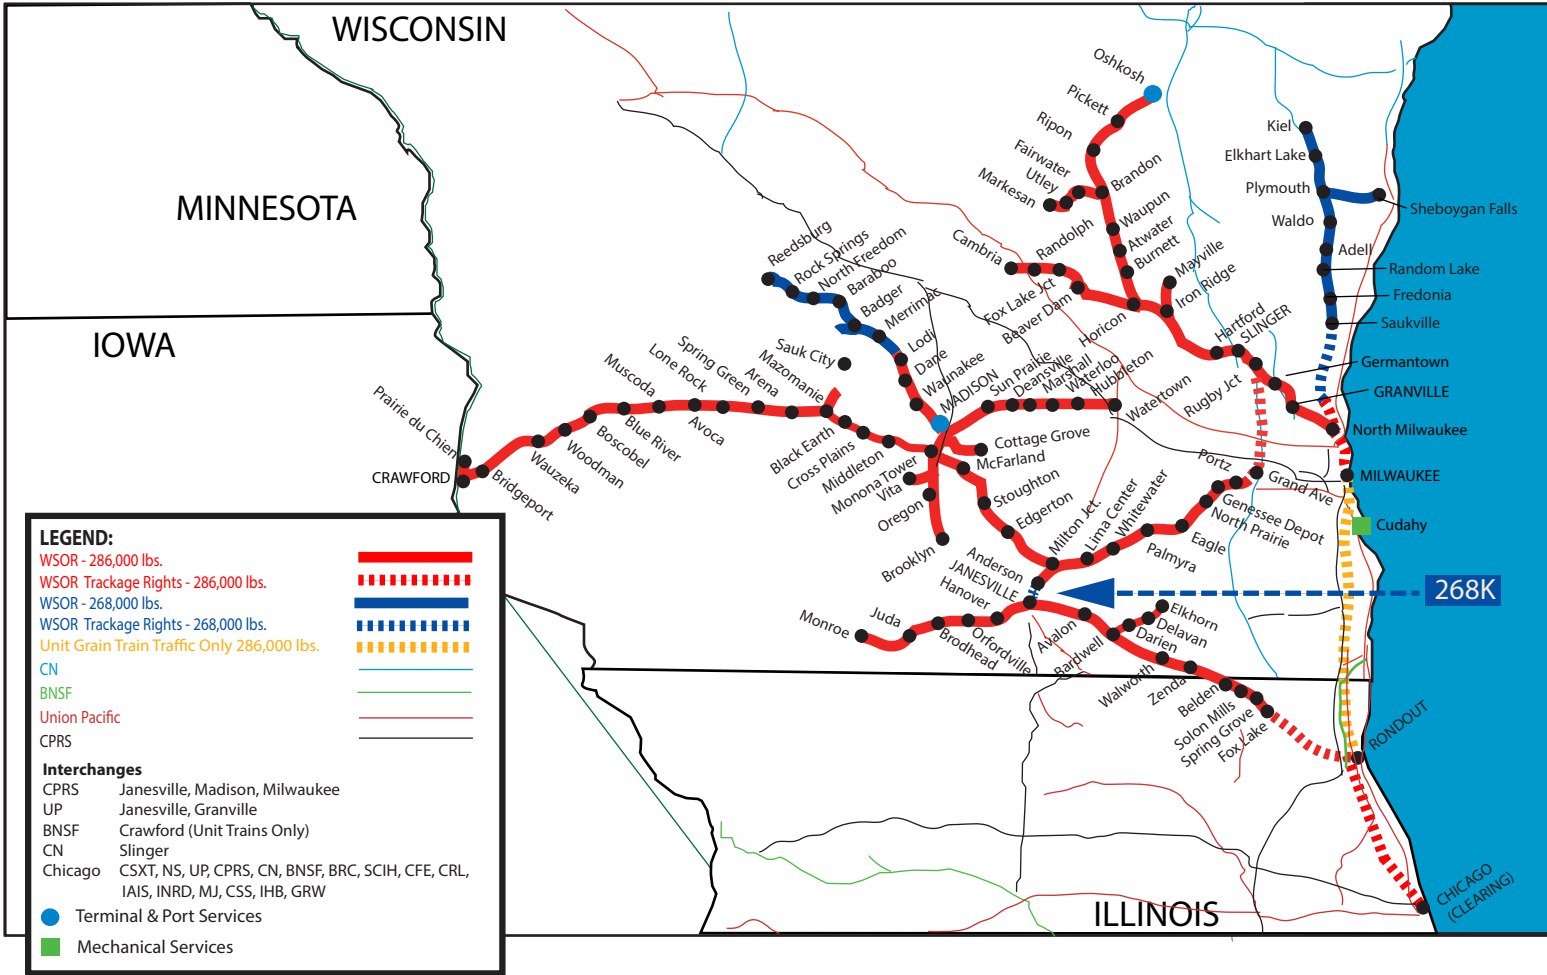 WISCONSIN
MINNESOTA
IOWA
ILLINOIS
Oshkosh
Pickett
Ripon
Fairwater
Utley
Markesan
Brandon
Waupun
Atwater
Burnett
Cambria
Randolph
Fox Lake Jct
Beaver Dam
Horicon
Mayville
Iron Ridge
Hartford
SLINGER
Rugby Jct
Germantown
GRANVILLE
North Milwaukee
MILWAUKEE
Cudahy
Kiel
Elkhart Lake
Plymouth
Sheboygan Falls
Waldo
Adell
Random Lake
Fredonia
Saukville
Reedsburg
Rock Springs
North Freedom
Baraboo
Badger
Merrimac
Sauk City
Lodi
Dane
Waunakee
MADISON
Sun Prairie
Deansville
Marshall
Waterloo
Hubbleton
Watertown
Cottage Grove
McFarland
Stoughton
Edgerton
Milton Jct.
Lima Center
Whitewater
Palmyra
Eagle
North Prairie
Genessee Depot
Portz
Grand Ave
Prairie du Chien
CRAWFORD
Bridgeport
Wauzeka
Woodman
Boscobel
Blue River
Muscoda
Lone Rock
Avoca
Spring Green
Arena
Mazomanie
Black Earth
Cross Plains
Middleton
Monona Tower
Vita
Oregon
Brooklyn
Anderson
JANESVILLE
Hanover
Orfordville
Brodhead
Juda
Monroe
Avalon
Bardwell
Darien
Delavan
Elkhorn
Walworth
Zenda
Belden
Solon Mills
Spring Grove
Fox Lake
RONDOUT
CHICAGO
(CLEARING)
268K
LEGEND:
WSOR - 286,000 lbs.
WSOR Trackage Rights - 286,000 lbs.
WSOR - 268,000 lbs.
WSOR Trackage Rights - 268,000 lbs.
Unit Grain Train Traffic Only 286,000 lbs.
CN
BNSF
Union Pacific
CPRS
Interchanges
CPRS Janesville, Madison, Milwaukee
UP Janesville, Granville
BNSF Crawford (Unit Trains Only)
CN Slinger
Chicago CSXT, NS, UP, CPRS, CN, BNSF, BRC, SCIH, CFE, CRL,
IAIS, INRD, MJ, CSS, IHB, GRW
Terminal & Port Services
Mechanical Services